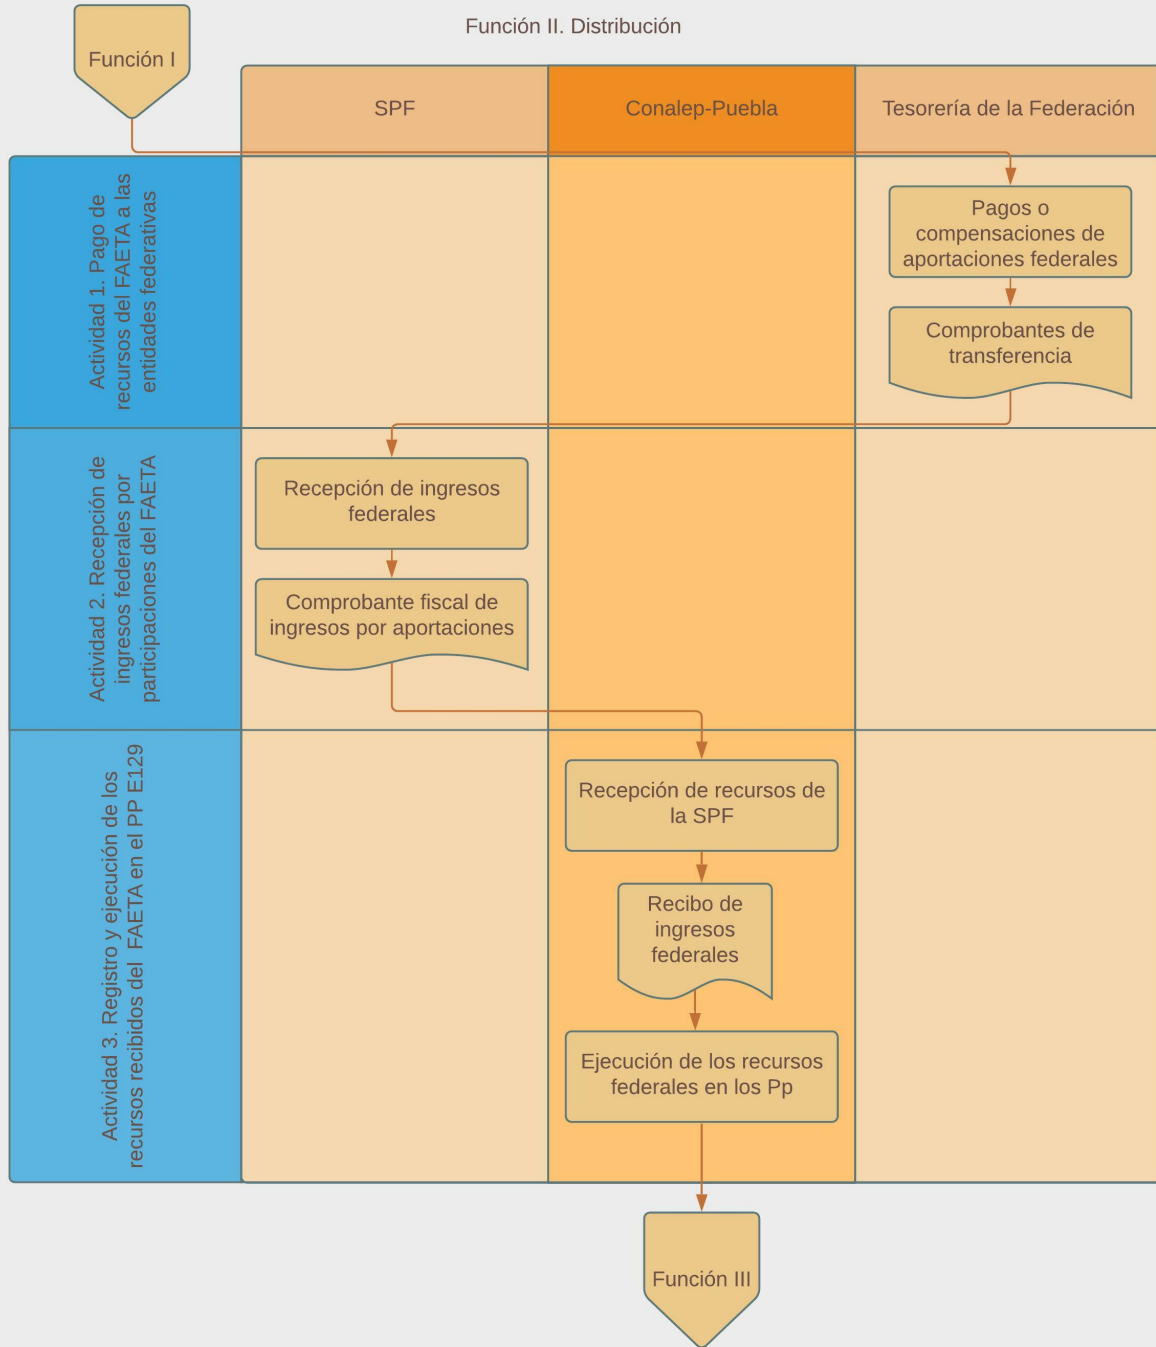 Función II. Distribución
Función I
SPF
Conalep-Puebla
Tesorería de la Federación
Actividad 1. Pago de
recursos del FAETA a las
entidades federativas
Pagos o
compensaciones de
aportaciones federales
Comprobantes de
transferencia
Actividad 2. Recepción de
ingresos federales por
participaciones del FAETA
Recepción de ingresos
federales
Comprobante fiscal de
ingresos por aportaciones
Actividad 3. Registro y ejecución de los
recursos recibidos del  FAETA en el PP E129
Recepción de recursos de
la SPF
Recibo de
ingresos
federales
Ejecución de los recursos
federales en los Pp
Función III